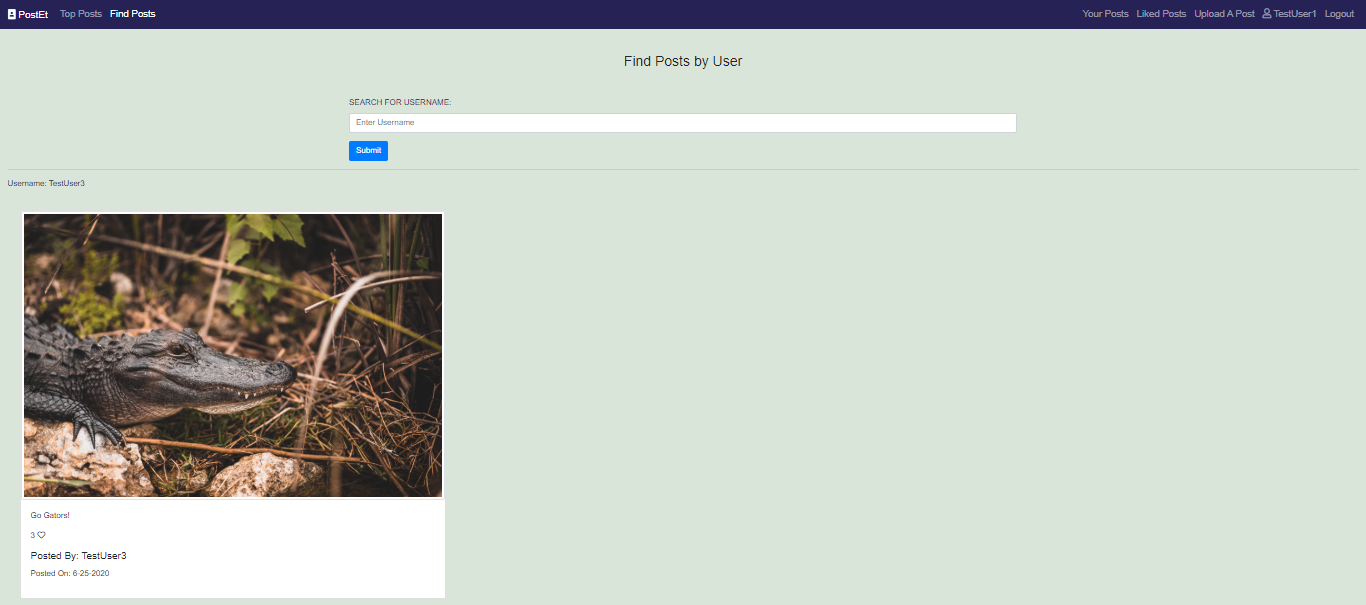 PostEt Top Posts Find Posts Your Posts Liked Posts Upload A Post TestUser1 Logout
Find Posts by User
SEARCH FOR USERNAME:
Enter Username
Submit
Username: TestUser3
Go Gators!
3
Posted By: TestUser3
Posted On: 6-25-2020